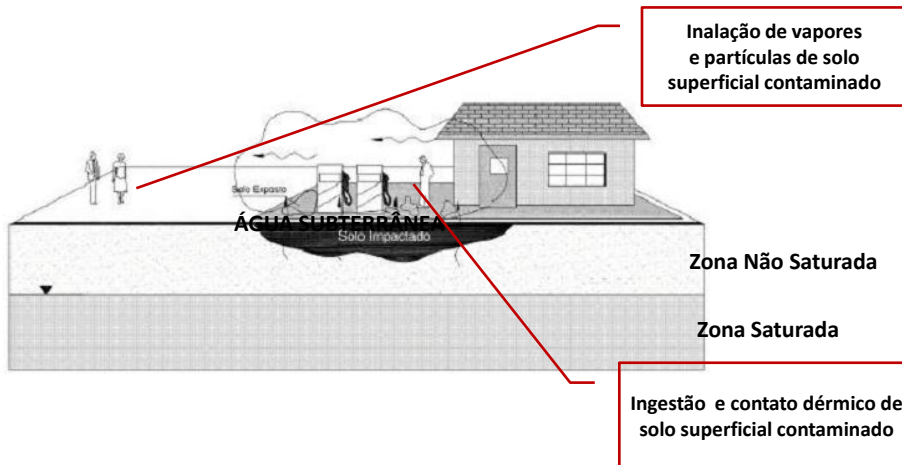 Inalação de vapores
e partículas de solo
superficial contaminado
Solo Exposto
ÁGUA SUBTERRÂNEA
Solo Impactado
Zona Não Saturada
Zona Saturada
Ingestão e contato dérmico de
solo superficial contaminado